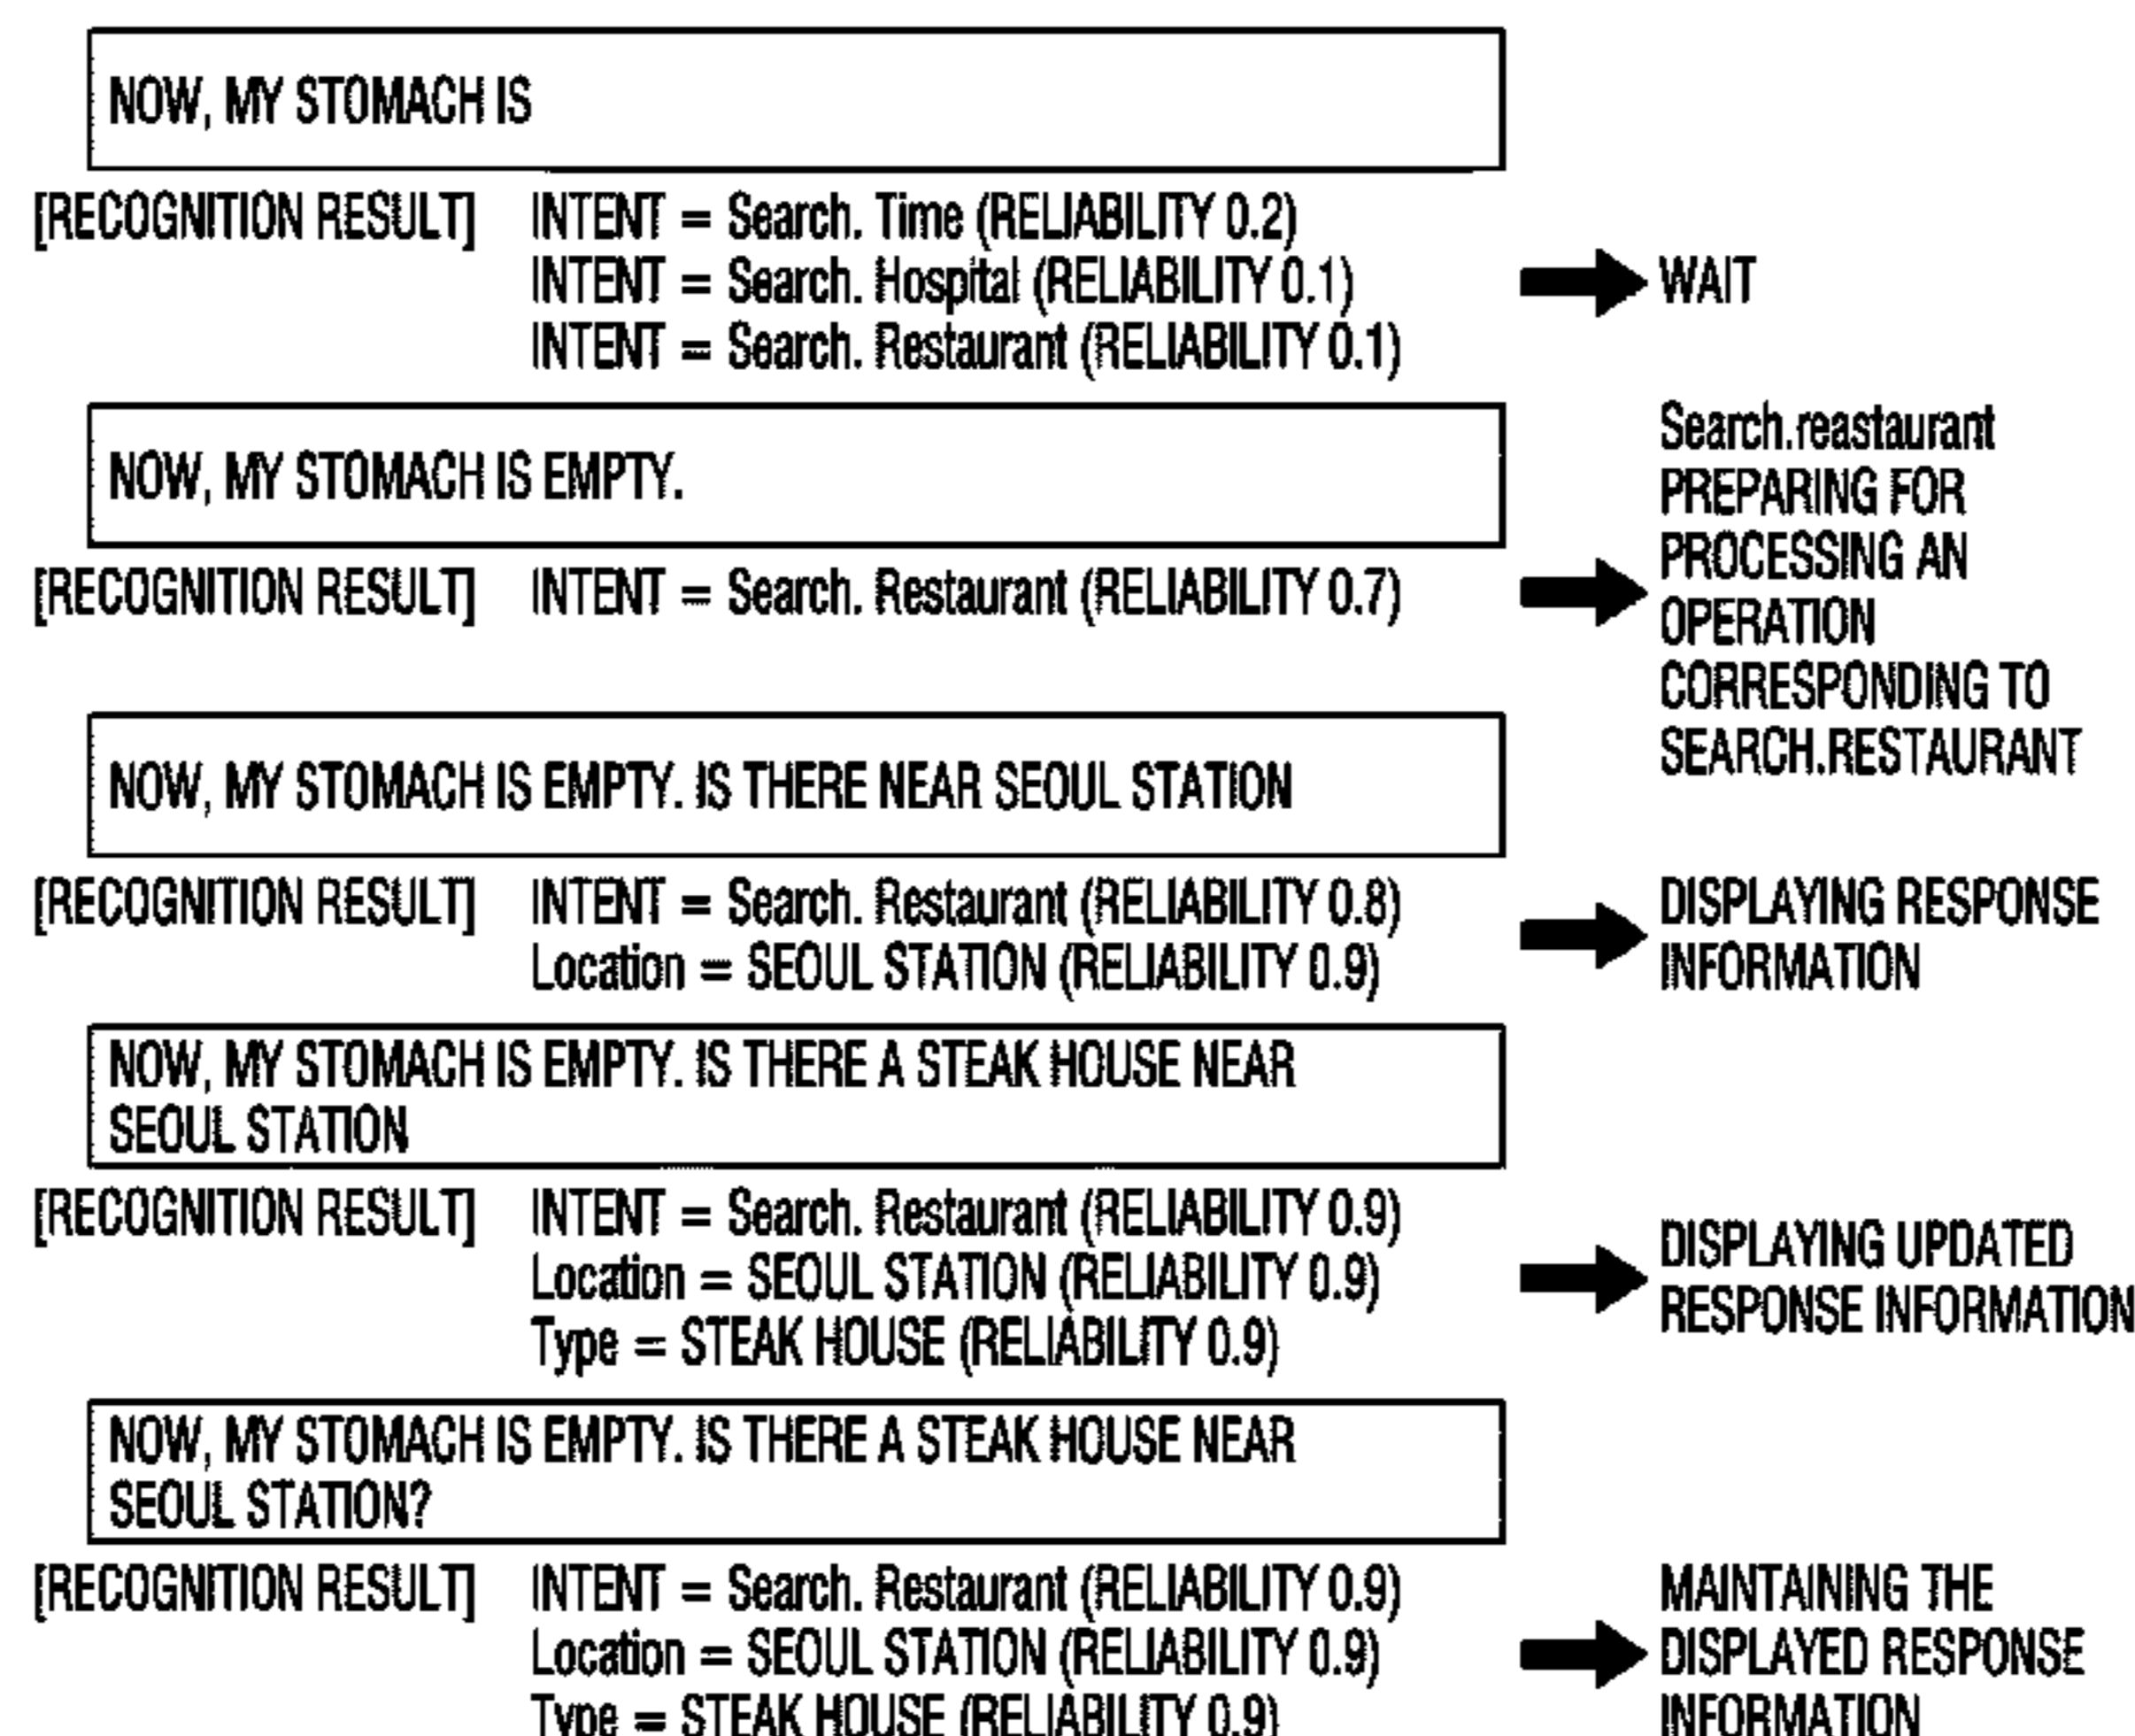 NOW, MY STOMACH IS
[RECOGNITION RESULT] INTENT = Search. Time (RELIABILITY 0.2)
INTENT = Search. Hospital (RELIABILITY 0.1)
INTENT = Search. Restaurant (RELIABILITY 0.1)
WAIT
NOW, MY STOMACH IS EMPTY.
[RECOGNITION RESULT] INTENT = Search. Restaurant (RELIABILITY 0.7)
Search.reastaurant
PREPARING FOR
PROCESSING AN
OPERATION
CORRESPONDING TO
SEARCH.RESTAURANT
NOW, MY STOMACH IS EMPTY. IS THERE NEAR SEOUL STATION
[RECOGNITION RESULT] INTENT = Search. Restaurant (RELIABILITY 0.8)
Location = SEOUL STATION (RELIABILITY 0.9)
DISPLAYING RESPONSE
INFORMATION
NOW, MY STOMACH IS EMPTY. IS THERE A STEAK HOUSE NEAR
SEOUL STATION
[RECOGNITION RESULT] INTENT = Search. Restaurant (RELIABILITY 0.9)
Location = SEOUL STATION (RELIABILITY 0.9)
Type = STEAK HOUSE (RELIABILITY 0.9)
DISPLAYING UPDATED
RESPONSE INFORMATION
NOW, MY STOMACH IS EMPTY. IS THERE A STEAK HOUSE NEAR
SEOUL STATION?
[RECOGNITION RESULT] INTENT = Search. Restaurant (RELIABILITY 0.9)
Location = SEOUL STATION (RELIABILITY 0.9)
Type = STEAK HOUSE (RELIABILITY 0.9)
MAINTAINING THE
DISPLAYED RESPONSE
INFORMATION